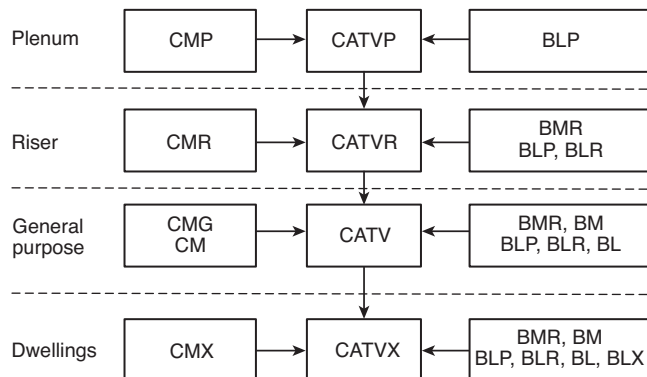 Plenum
CMP
CATVP
BLP
Riser
CMR
CATVR
BMR
BLP, BLR
General
purpose
CMG
CM
CATV
BMR, BM
BLP, BLR, BL
Dwellings
CMX
CATVX
BMR, BM
BLP, BLR, BL, BLX